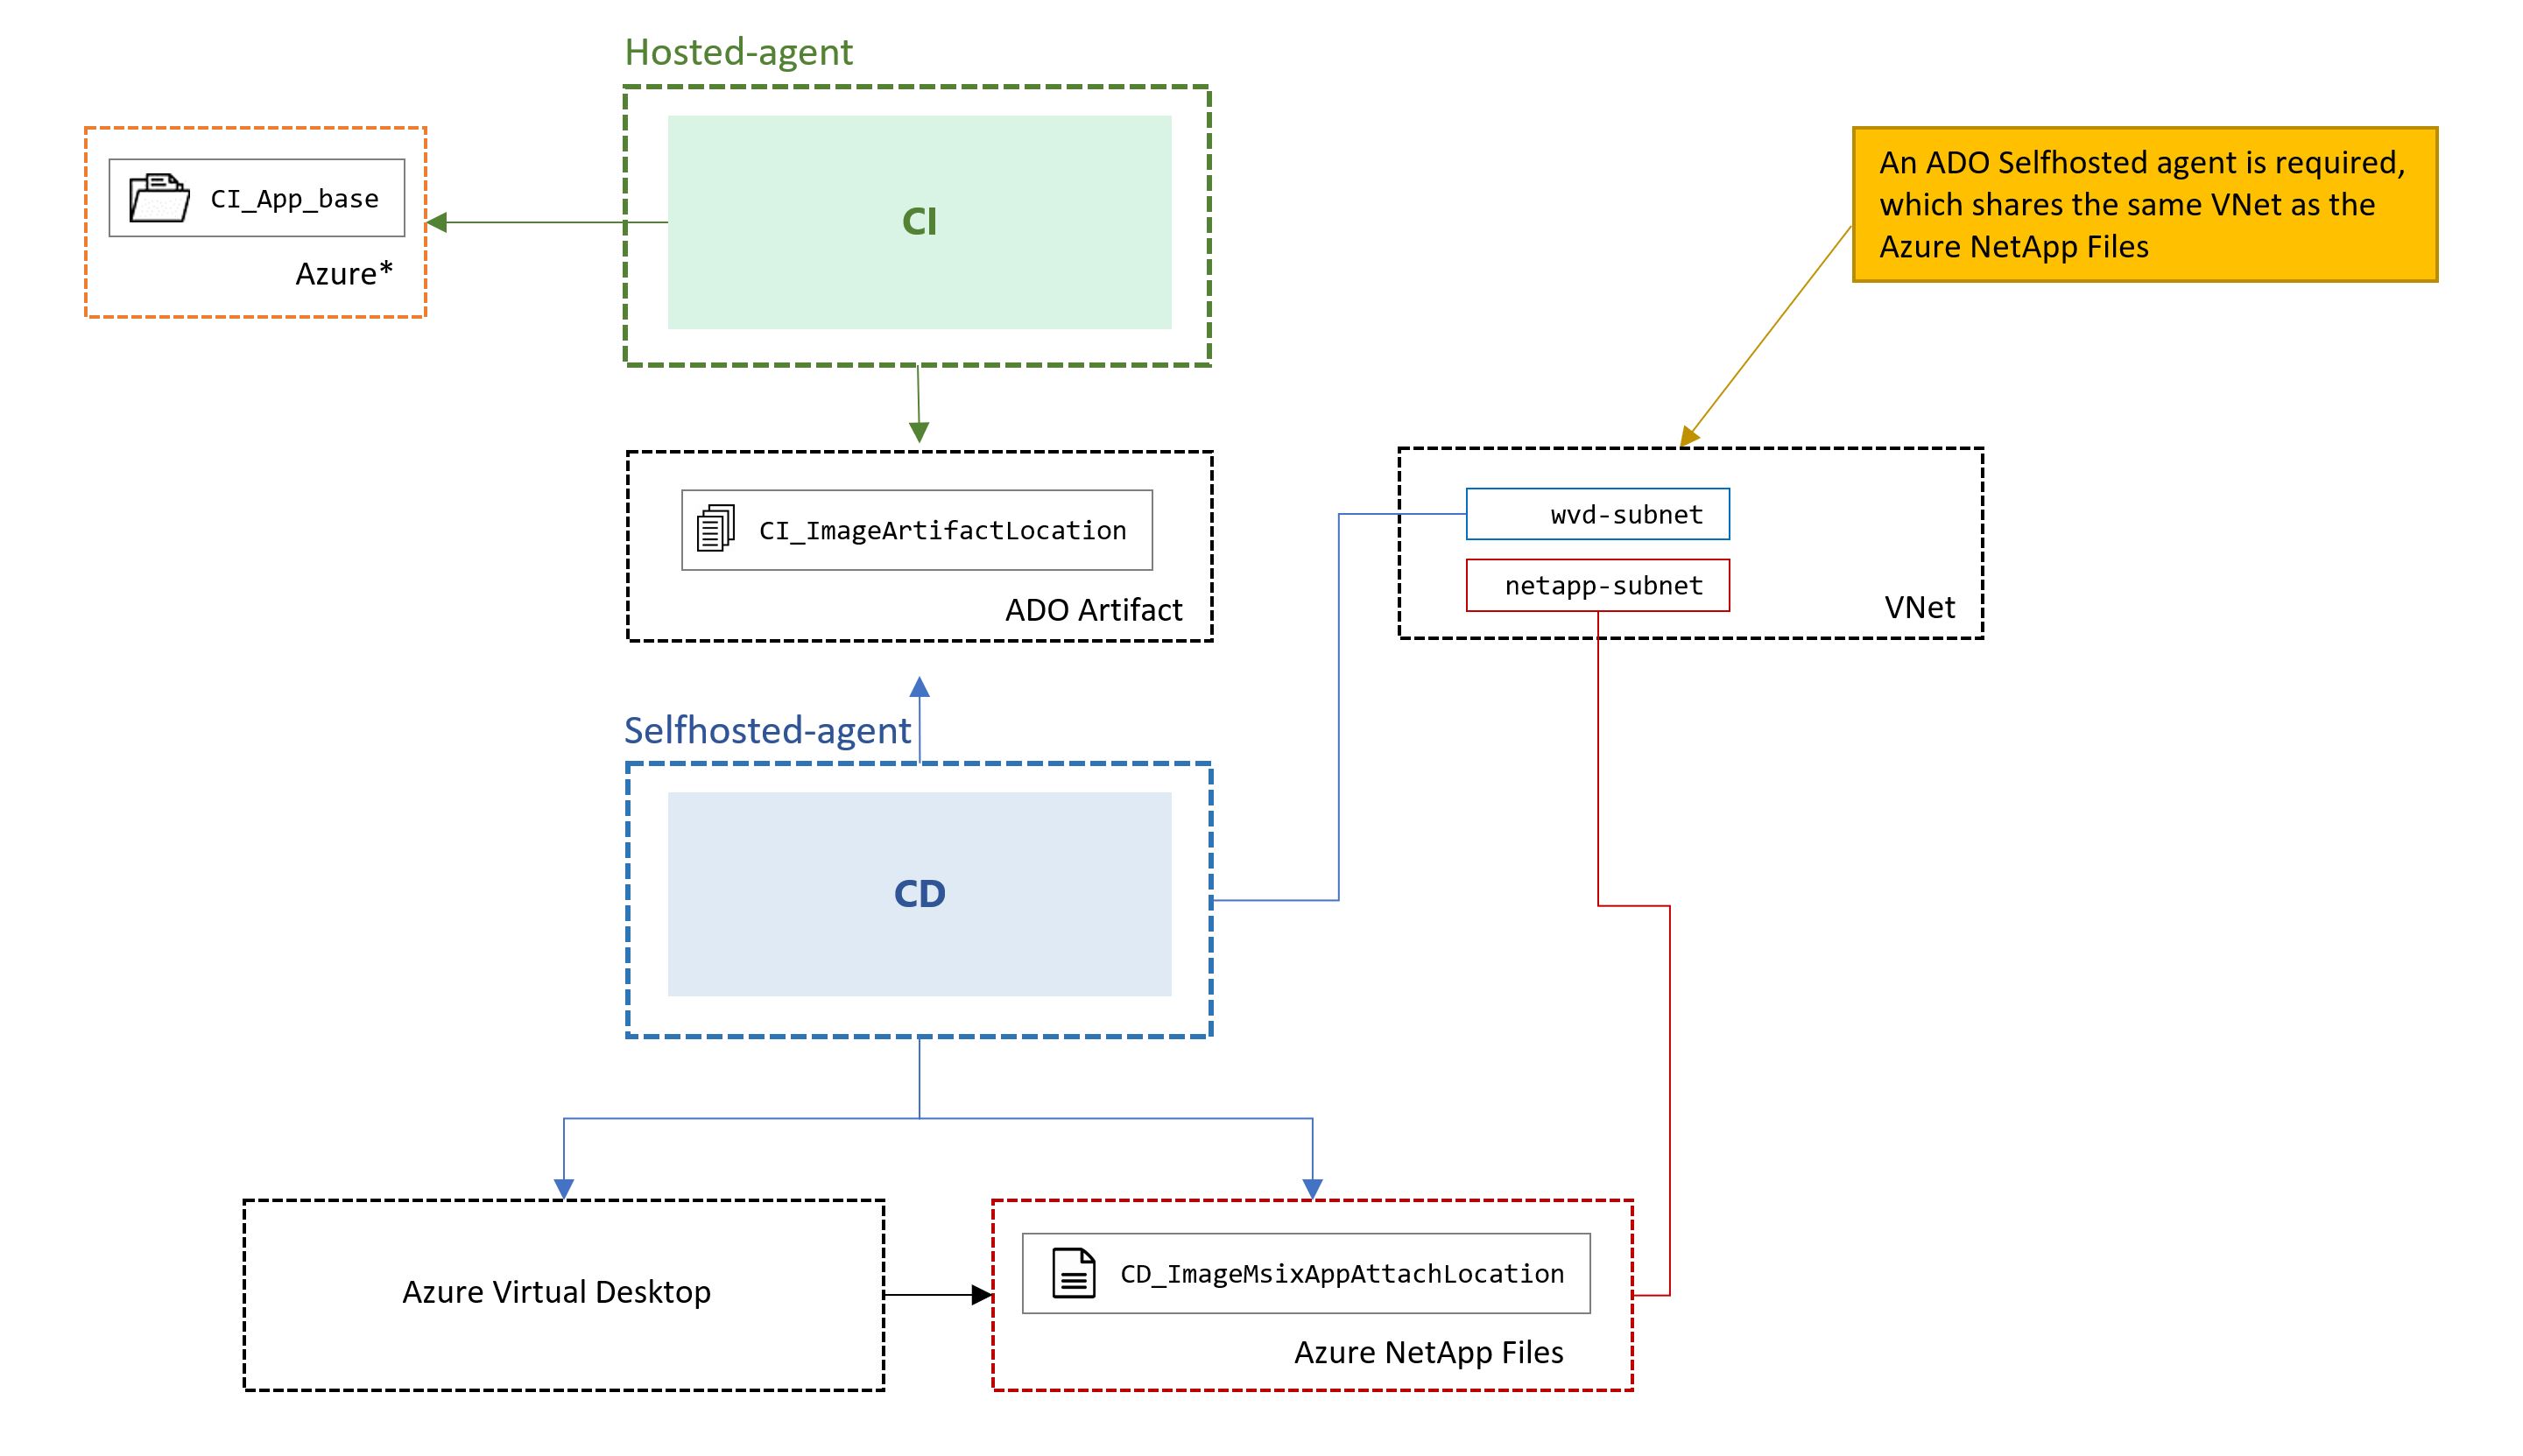 Hosted-agent
CI_App_base
Azure*
CI
An ADO Selfhosted agent is required,
which shares the same VNet as the
Azure NetApp Files
CI_ImageArtifactLocation
ADO Artifact
wvd-subnet
netapp-subnet
VNet
Selfhosted-agent
CD
Azure Virtual Desktop
CD_ImageMsixAppAttachLocation
Azure NetApp Files